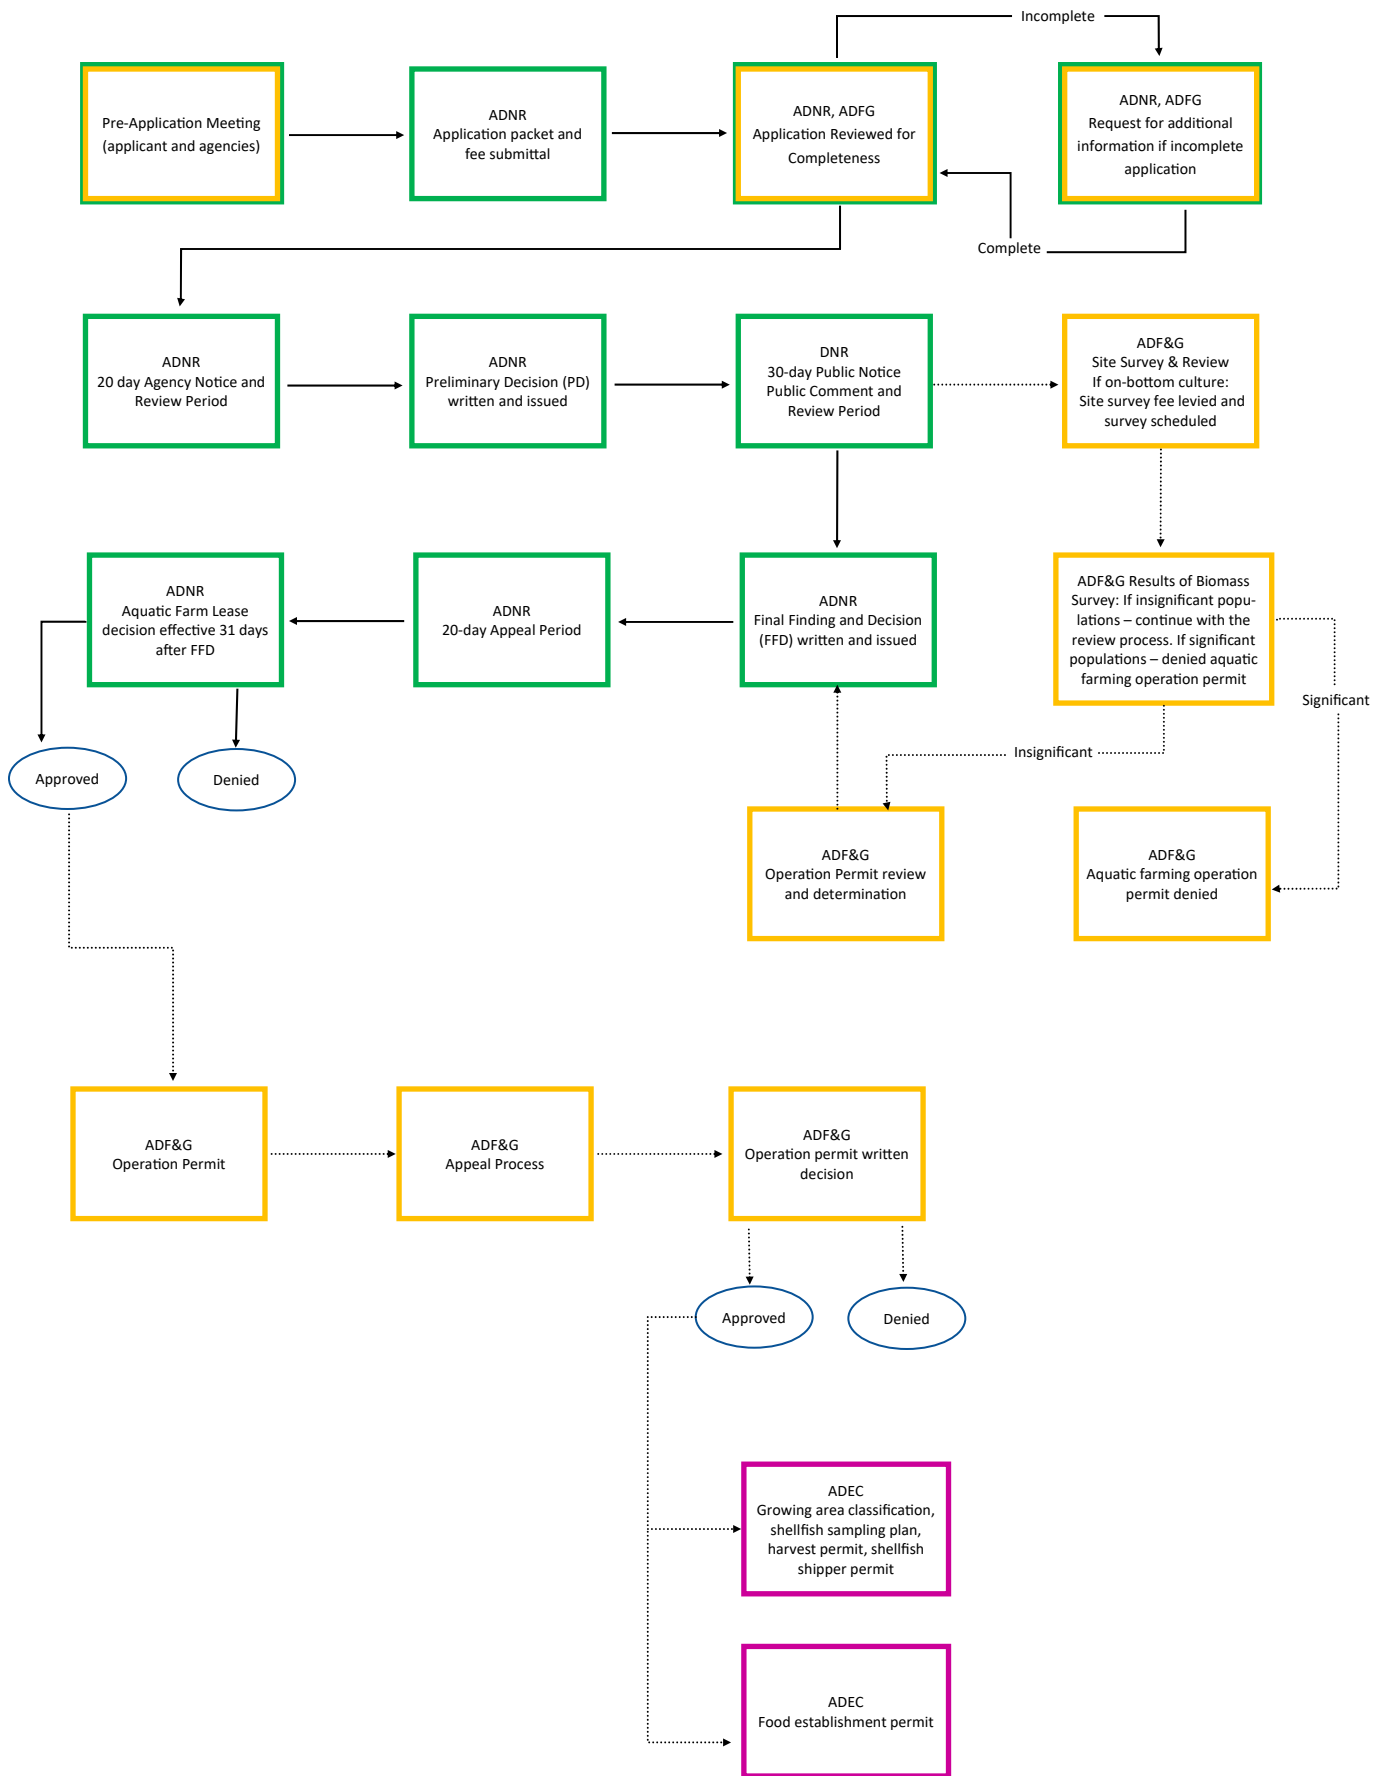 Incomplete
Pre-Application Meeting
(applicant and agencies)
ADNR
Application packet and
fee submittal
ADNR, ADFG
Application Reviewed for
Completeness
ADNR, ADFG
Request for additional
information if incomplete
application
Complete
ADNR
20 day Agency Notice and
Review Period
ADNR
Preliminary Decision (PD)
written and issued
DNR
30-day Public Notice
Public Comment and
Review Period
ADF&G
Site Survey & Review
If on-bottom culture:
Site survey fee levied and
survey scheduled
ADNR
Aquatic Farm Lease
decision effective 31 days
after FFD
ADNR
20-day Appeal Period
ADNR
Final Finding and Decision
(FFD) written and issued
ADF&G Results of Biomass
Survey: If insignificant popu-
lations – continue with the
review process. If significant
populations – denied aquatic
farming operation permit
Significant
Insignificant
Approved
Denied
ADF&G
Operation Permit review
and determination
ADF&G
Aquatic farming operation
permit denied
ADF&G
Operation Permit
ADF&G
Appeal Process
ADF&G
Operation permit written
decision
Approved
Denied
ADEC
Growing area classification,
shellfish sampling plan,
harvest permit, shellfish
shipper permit
ADEC
Food establishment permit